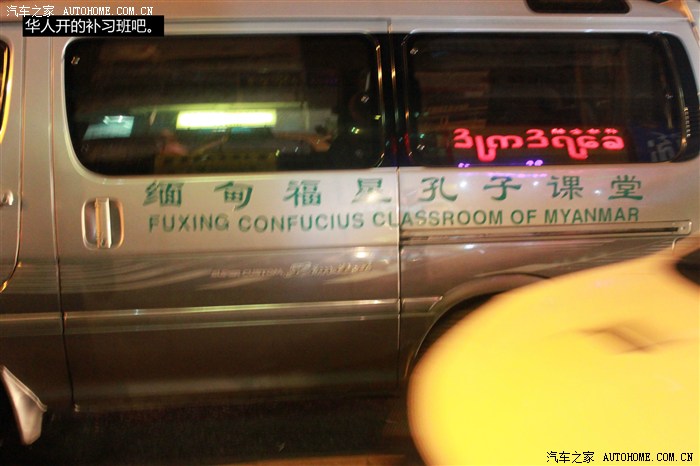 汽车之家 AUTOHOME.COM.CN
华人开的补习班吧。
缅甸福星孔子课堂
FUXING CONFUCIUS CLASSROOM OF MYANMAR
汽车之家 AUTOHOME.COM.CN